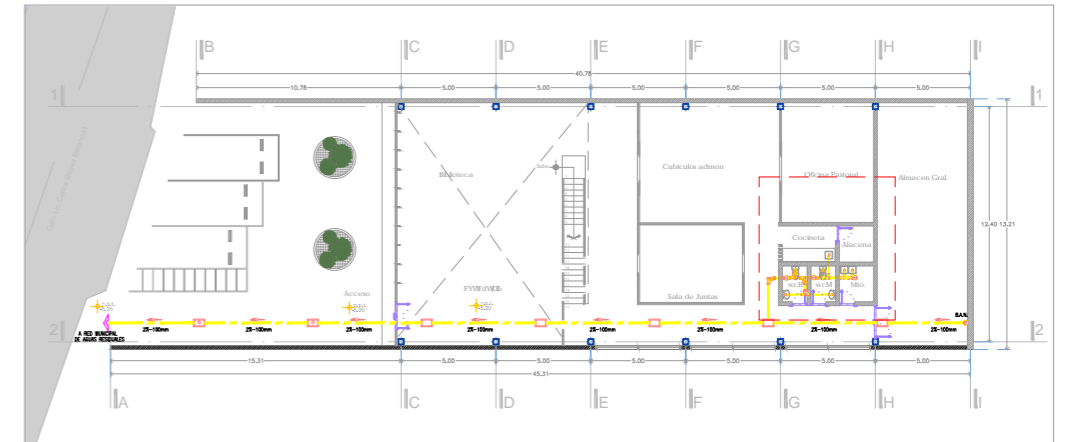 B
C
D
E
F
G
H
I
40.78
10.78
5.00
5.00
5.00
5.00
5.00
5.00
1
1
Biblioteca
Cubiculos admon
Oficina Pastoral
Almacen Gral.
12.40
13.21
Cocineta
Alacena
wcH
wcM
Mto.
Sala de Juntas
Acceso
B.A.N.
2
2
2%-100mm
2%-100mm
2%-100mm
2%-100mm
2%-100mm
2%-100mm
2%-100mm
2%-100mm
A RED MUNICIPAL
DE AGUAS RESIDUALES
15.31
5.00
5.00
5.00
5.00
5.00
5.00
45.31
A
C
D
E
F
G
H
I